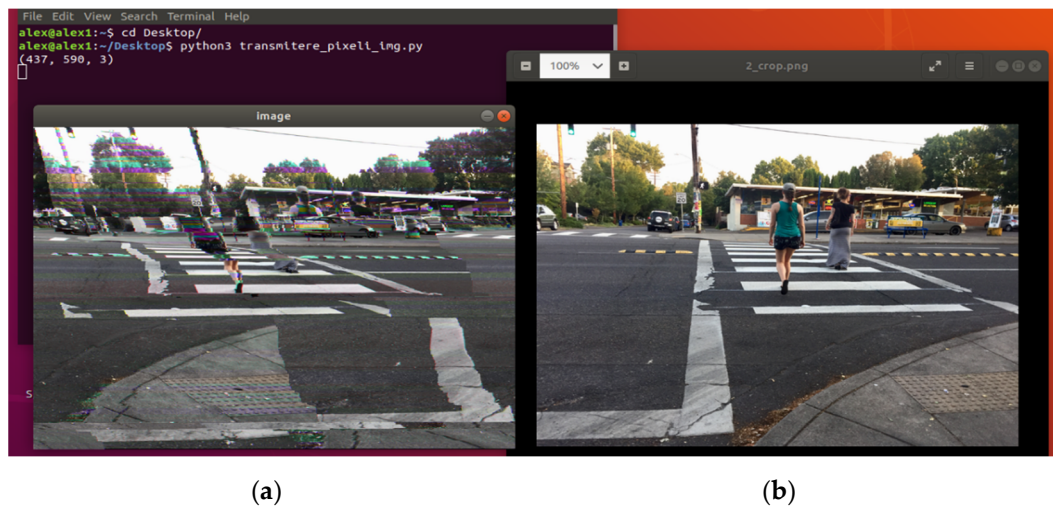 File Edit View Search Terminal Help
alex@alex1:~$ cd Desktop/
alex@alex1:~/Desktop$ python3 transmitere_pixeli_img.py
(437, 590, 3)
100%
2_crop.png
image
S
(a)
(b)